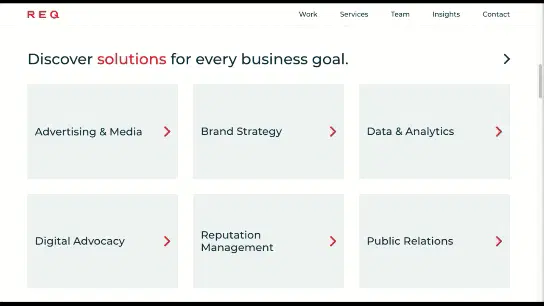 REQ
Work Services Team Insights Contact
Discover solutions for every business goal.
Advertising & Media
Brand Strategy
Data & Analytics
Digital Advocacy
Reputation
Management
Public Relations